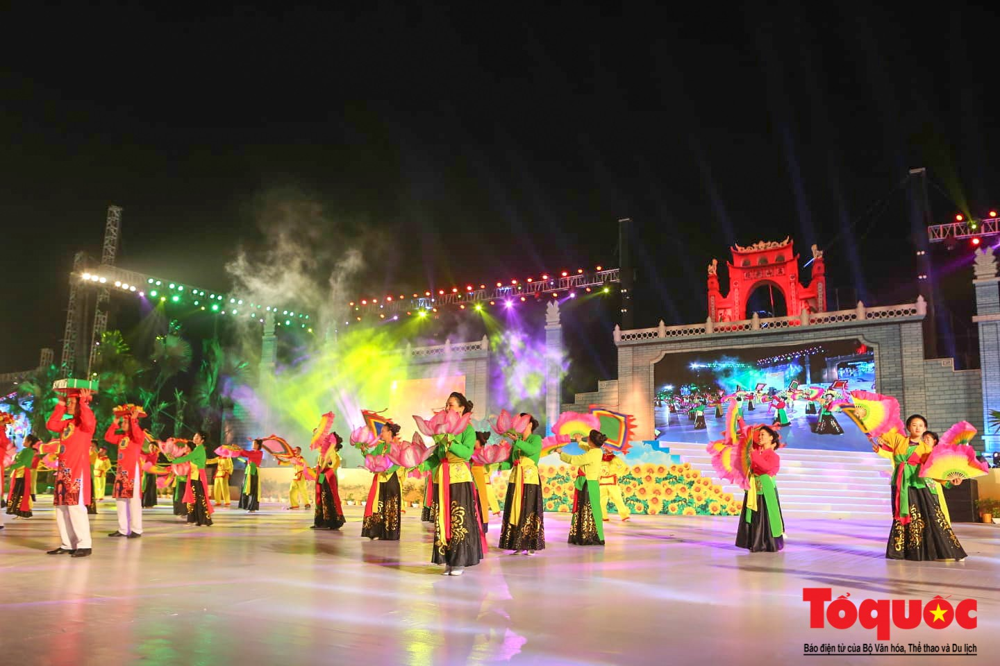 Tổquốc
Báo điện tử của Bộ Văn hóa, Thể thao và Du lịch